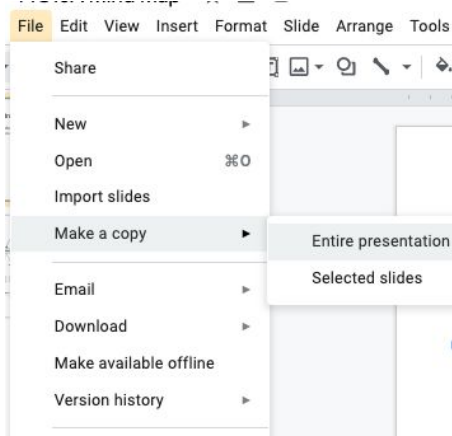 File Edit View Insert Format Slide Arrange Tools
Share
New
Open ⌘O
Import slides
Make a copy
Entire presentation
Selected slides
Email
Download
Make available offline
Version history